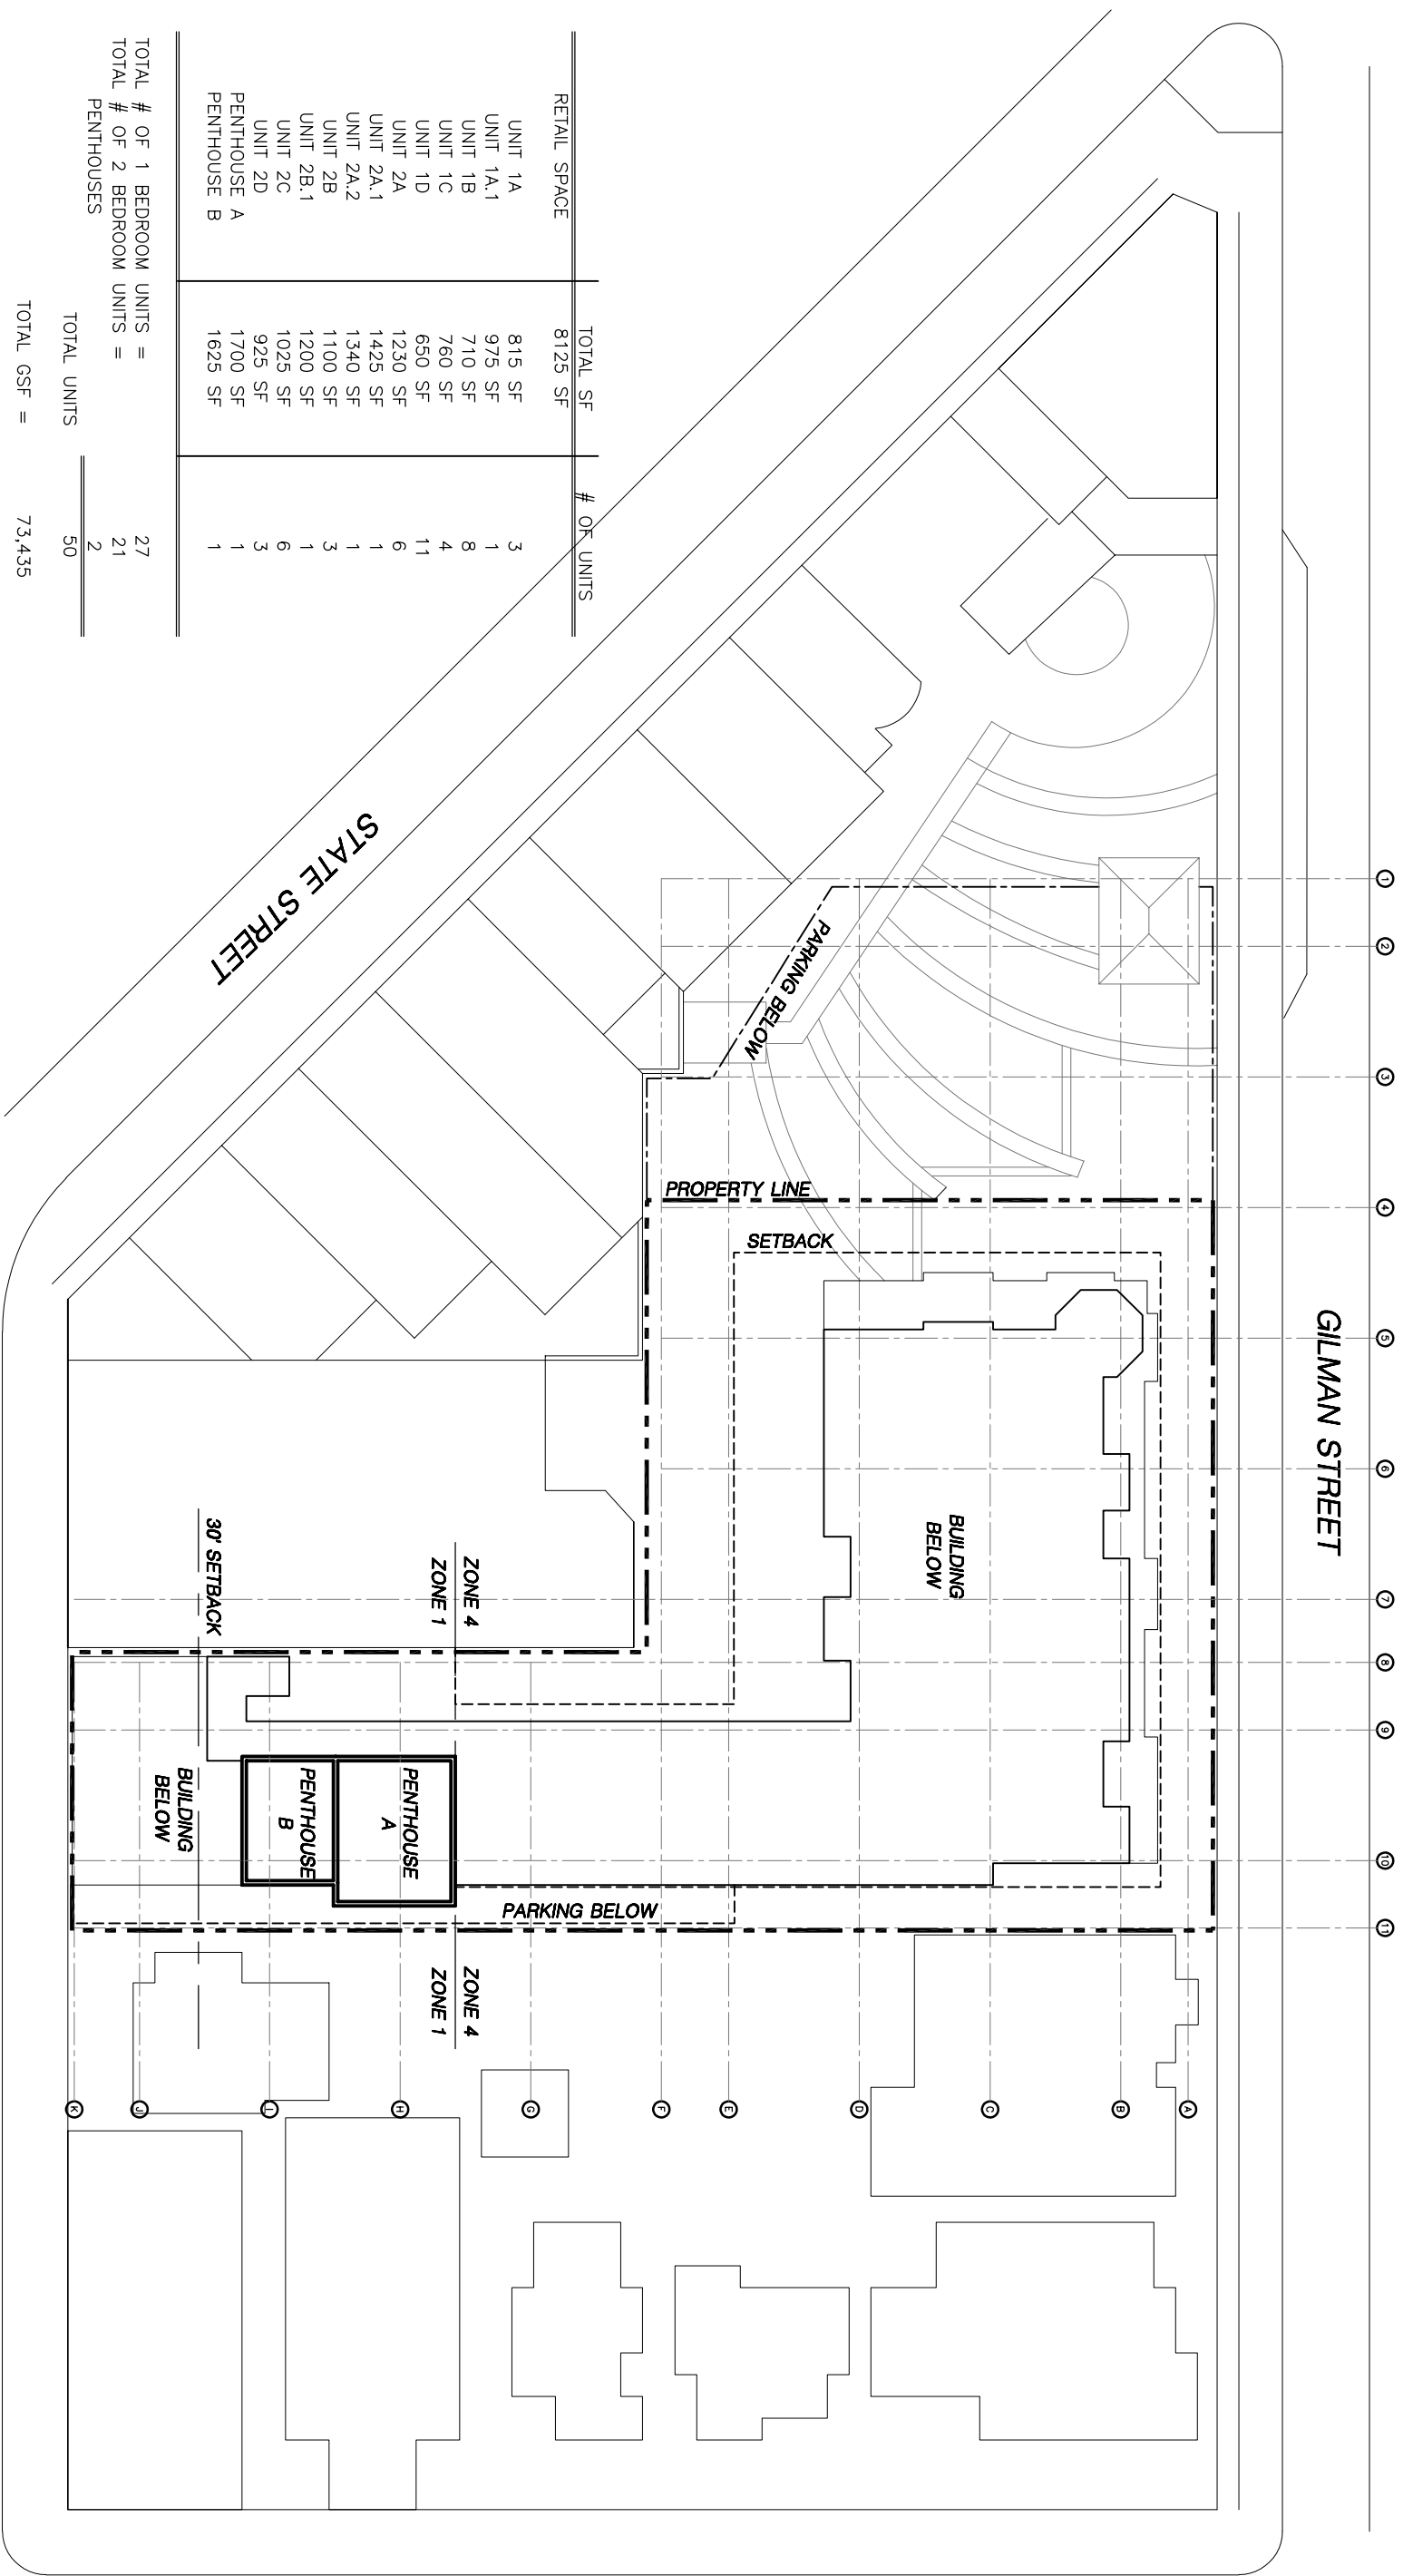 GILMAN STREET
1
2
3
4
5
6
7
8
9
10
11
PARKING BELOW
PROPERTY LINE
SETBACK
BUILDING
BELOW
ZONE 4
ZONE 1
30' SETBACK
PENTHOUSE
A
PENTHOUSE
B
BUILDING
BELOW
PARKING BELOW
ZONE 4
ZONE 1
A
B
C
D
E
F
G
H
I
J
K
STATE STREET
TOTAL SF # OF UNITS
RETAIL SPACE 8125 SF
UNIT 1A 815 SF 3
UNIT 1A.1 975 SF 1
UNIT 1B 710 SF 8
UNIT 1C 760 SF 4
UNIT 1D 650 SF 11
UNIT 2A 1230 SF 6
UNIT 2A.1 1425 SF 1
UNIT 2A.2 1340 SF 1
UNIT 2B 1100 SF 3
UNIT 2B.1 1200 SF 1
UNIT 2C 1025 SF 6
UNIT 2D 925 SF 3
PENTHOUSE A 1700 SF 1
PENTHOUSE B 1625 SF 1
TOTAL # OF 1 BEDROOM UNITS = 27
TOTAL # OF 2 BEDROOM UNITS = 21
PENTHOUSES 2
TOTAL UNITS 50
TOTAL GSF = 73,435